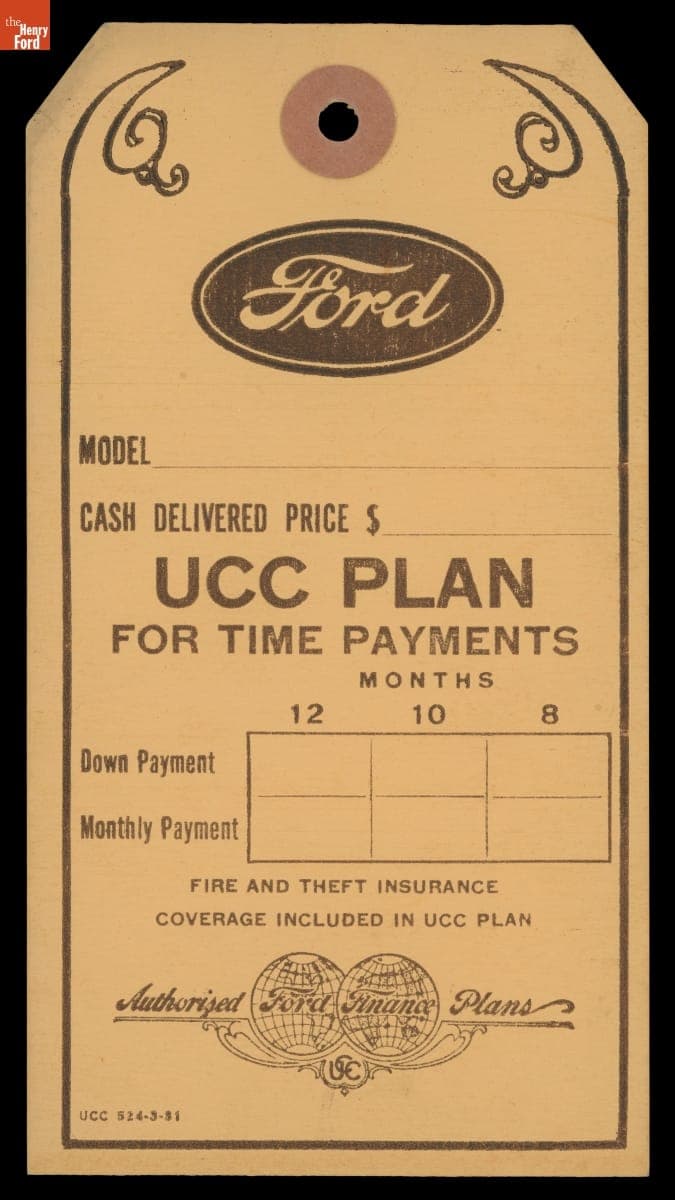 the
Henry
Ford
Ford
MODEL
CASH DELIVERED PRICE $
UCC PLAN
FOR TIME PAYMENTS
MONTHS
12 10 8
Down Payment
Monthly Payment
FIRE AND THEFT INSURANCE
COVERAGE INCLUDED IN UCC PLAN
Authorized Ford Finance Plans
UCC
UCC 524-3-31